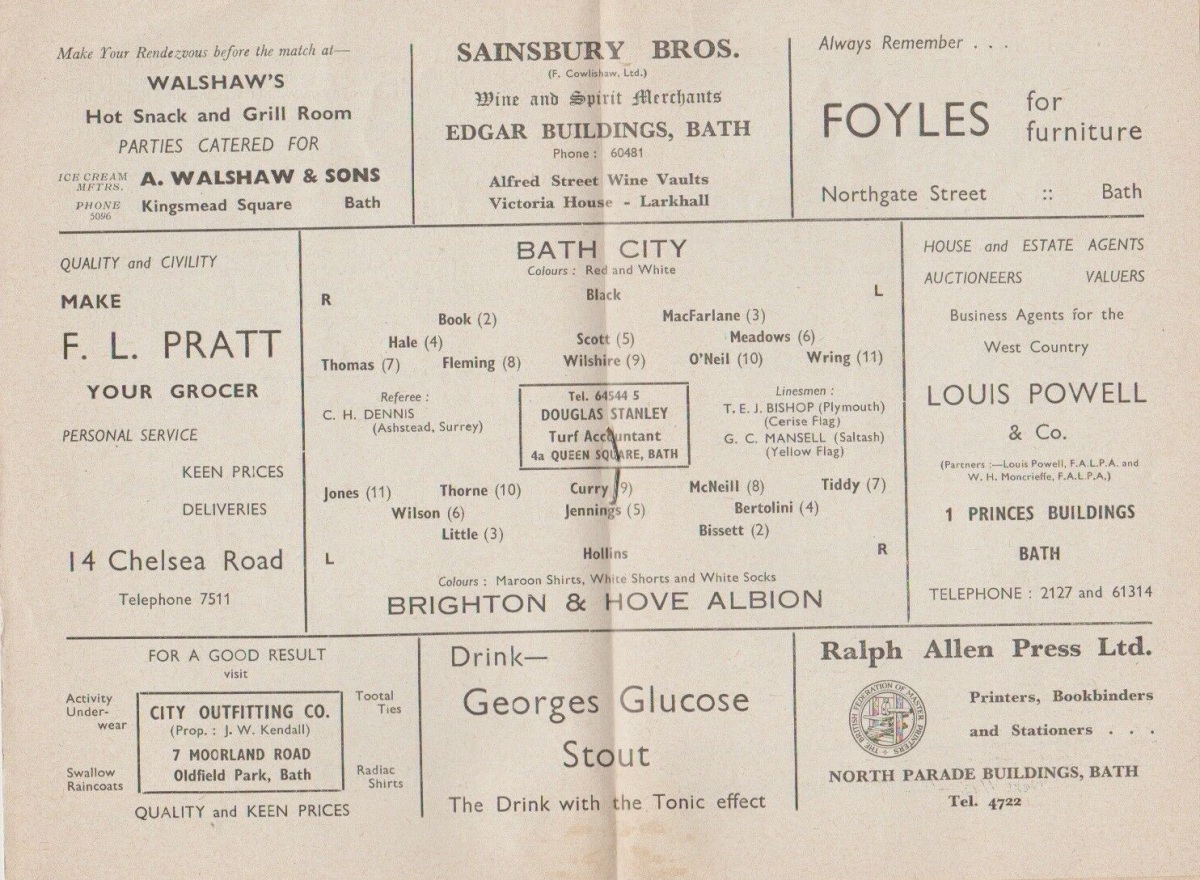 Make Your Rendezvous before the match at—
WALSHAW'S
Hot Snack and Grill Room
PARTIES CATERED FOR
ICE CREAM
MFTRS.
A. WALSHAW & SONS
PHONE
5096
Kingsmead Square Bath
SAINSBURY BROS.
(F. Cowlishaw, Ltd.)
Wine and Spirit Merchants
EDGAR BUILDINGS, BATH
Phone : 60481
Alfred Street Wine Vaults
Victoria House - Larkhall
Always Remember . . .
FOYLES for
furniture
Northgate Street :: Bath
QUALITY and CIVILITY
MAKE
F. L. PRATT
YOUR GROCER
PERSONAL SERVICE
KEEN PRICES
DELIVERIES
14 Chelsea Road
Telephone 7511
BATH CITY
Colours : Red and White
R Black L
Book (2) MacFarlane (3)
Hale (4) Scott (5) Meadows (6)
Thomas (7) Fleming (8) Wilshire (9) O'Neil (10) Wring (11)
Referee :
C. H. DENNIS
(Ashstead, Surrey)
Tel. 64544 5
DOUGLAS STANLEY
Turf Accountant
4a QUEEN SQUARE, BATH
Linesmen :
T. E. J. BISHOP (Plymouth)
(Cerise Flag)
G. C. MANSELL (Saltash)
(Yellow Flag)
Jones (11) Thorne (10) Curry (9) McNeill (8) Tiddy (7)
Wilson (6) Jennings (5) Bertolini (4)
Little (3) Bissett (2)
L Hollins R
Colours : Maroon Shirts, White Shorts and White Socks
BRIGHTON & HOVE ALBION
HOUSE and ESTATE AGENTS
AUCTIONEERS VALUERS
Business Agents for the
West Country
LOUIS POWELL
& Co.
(Partners :—Louis Powell, F.A.L.P.A. and
W. H. Moncrieffe, F.A.L.P.A.)
1 PRINCES BUILDINGS
BATH
TELEPHONE : 2127 and 61314
FOR A GOOD RESULT
visit
Activity
Under-
wear
Tootal
Ties
CITY OUTFITTING CO.
(Prop. : J. W. Kendall)
7 MOORLAND ROAD
Oldfield Park, Bath
Swallow
Raincoats
Radiac
Shirts
QUALITY and KEEN PRICES
Drink—
Georges Glucose
Stout
The Drink with the Tonic effect
Ralph Allen Press Ltd.
THE BRITISH FEDERATION OF MASTER PRINTERS
Printers, Bookbinders
and Stationers . . .
NORTH PARADE BUILDINGS, BATH
Tel. 4722